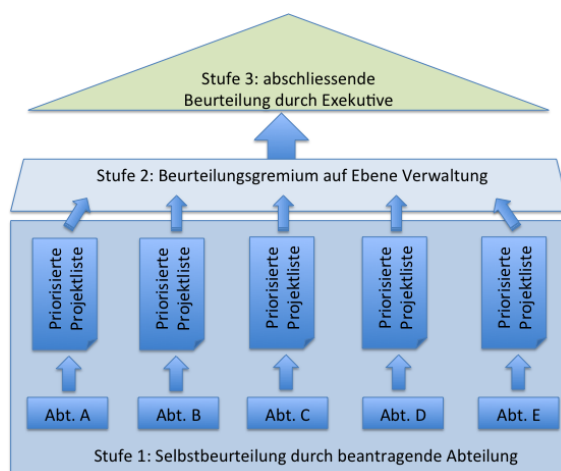 Stufe 3: abschliessende
Beurteilung durch Exekutive
Stufe 2: Beurteilungsgremium auf Ebene Verwaltung
Priorisierte
Projektliste
Priorisierte
Projektliste
Priorisierte
Projektliste
Priorisierte
Projektliste
Priorisierte
Projektliste
Abt. A
Abt. B
Abt. C
Abt. D
Abt. E
Stufe 1: Selbstbeurteilung durch beantragende Abteilung